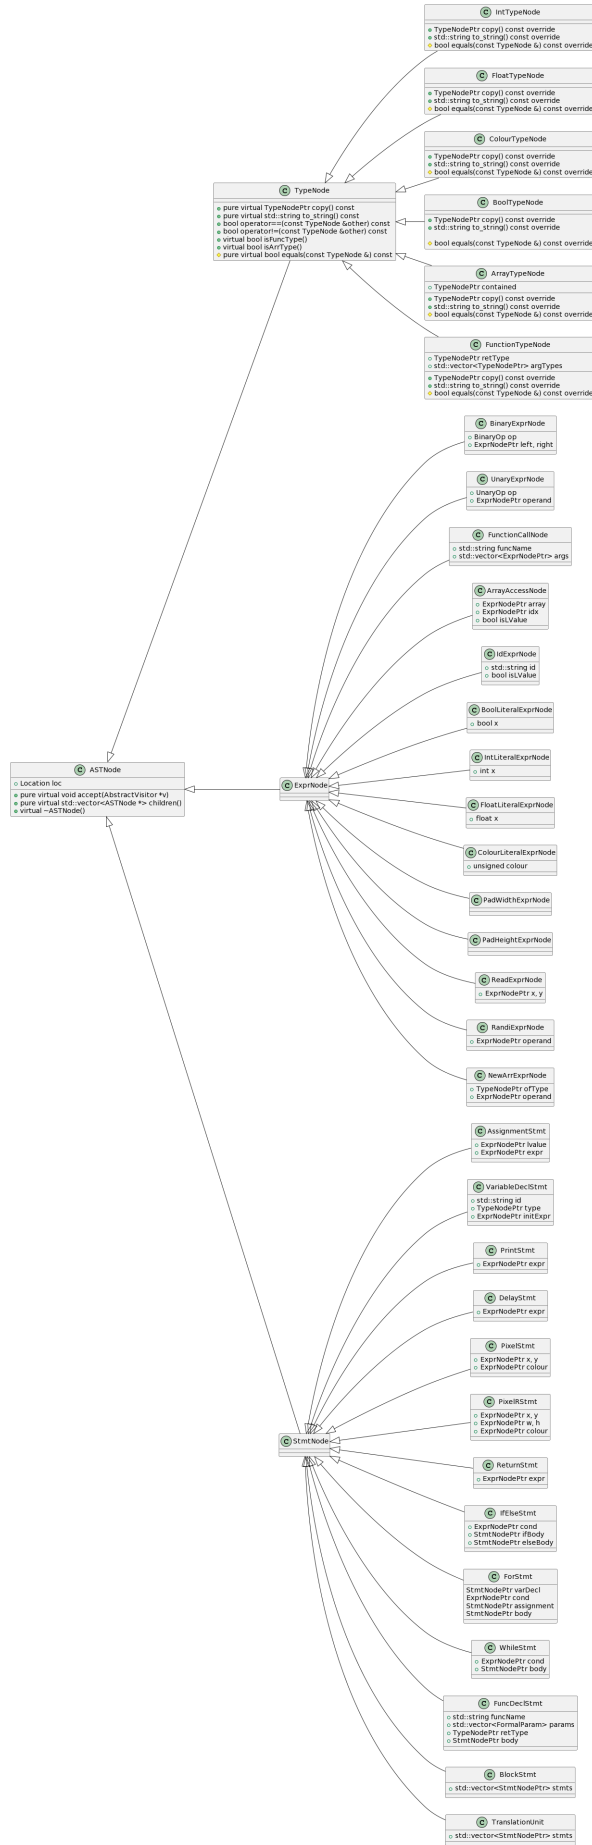 C IntTypeNode
TypeNodePtr copy() const override
std::string to_string() const override
bool equals(const TypeNode &) const override
C FloatTypeNode
TypeNodePtr copy() const override
std::string to_string() const override
bool equals(const TypeNode &) const override
C ColourTypeNode
TypeNodePtr copy() const override
std::string to_string() const override
bool equals(const TypeNode &) const override
C TypeNode
pure virtual TypeNodePtr copy() const
pure virtual std::string to_string() const
bool operator==(const TypeNode &other) const
bool operator!=(const TypeNode &other) const
virtual bool isFuncType()
virtual bool isArrType()
pure virtual bool equals(const TypeNode &) const
C BoolTypeNode
TypeNodePtr copy() const override
std::string to_string() const override
bool equals(const TypeNode &) const override
C ArrayTypeNode
TypeNodePtr contained
TypeNodePtr copy() const override
std::string to_string() const override
bool equals(const TypeNode &) const override
C FunctionTypeNode
TypeNodePtr retType
std::vector<TypeNodePtr> argTypes
TypeNodePtr copy() const override
std::string to_string() const override
bool equals(const TypeNode &) const override
C BinaryExprNode
BinaryOp op
ExprNodePtr left, right
C UnaryExprNode
UnaryOp op
ExprNodePtr operand
C FunctionCallNode
std::string funcName
std::vector<ExprNodePtr> args
C ArrayAccessNode
ExprNodePtr array
ExprNodePtr idx
bool isLValue
C IdExprNode
std::string id
bool isLValue
C BoolLiteralExprNode
bool x
C ASTNode
Location loc
pure virtual void accept(AbstractVisitor *v)
pure virtual std::vector<ASTNode *> children()
virtual ~ASTNode()
C ExprNode
C IntLiteralExprNode
int x
C FloatLiteralExprNode
float x
C ColourLiteralExprNode
unsigned colour
C PadWidthExprNode
C PadHeightExprNode
C ReadExprNode
ExprNodePtr x, y
C RandiExprNode
ExprNodePtr operand
C NewArrExprNode
TypeNodePtr ofType
ExprNodePtr operand
C AssignmentStmt
ExprNodePtr lvalue
ExprNodePtr expr
C VariableDeclStmt
std::string id
TypeNodePtr type
ExprNodePtr initExpr
C PrintStmt
ExprNodePtr expr
C DelayStmt
ExprNodePtr expr
C PixelStmt
ExprNodePtr x, y
ExprNodePtr colour
C PixelRStmt
ExprNodePtr x, y
ExprNodePtr w, h
ExprNodePtr colour
C StmtNode
C ReturnStmt
ExprNodePtr expr
C IfElseStmt
ExprNodePtr cond
StmtNodePtr ifBody
StmtNodePtr elseBody
C ForStmt
StmtNodePtr varDecl
ExprNodePtr cond
StmtNodePtr assignment
StmtNodePtr body
C WhileStmt
ExprNodePtr cond
StmtNodePtr body
C FuncDeclStmt
std::string funcName
std::vector<FormalParam> params
TypeNodePtr retType
StmtNodePtr body
C BlockStmt
std::vector<StmtNodePtr> stmts
C TranslationUnit
std::vector<StmtNodePtr> stmts